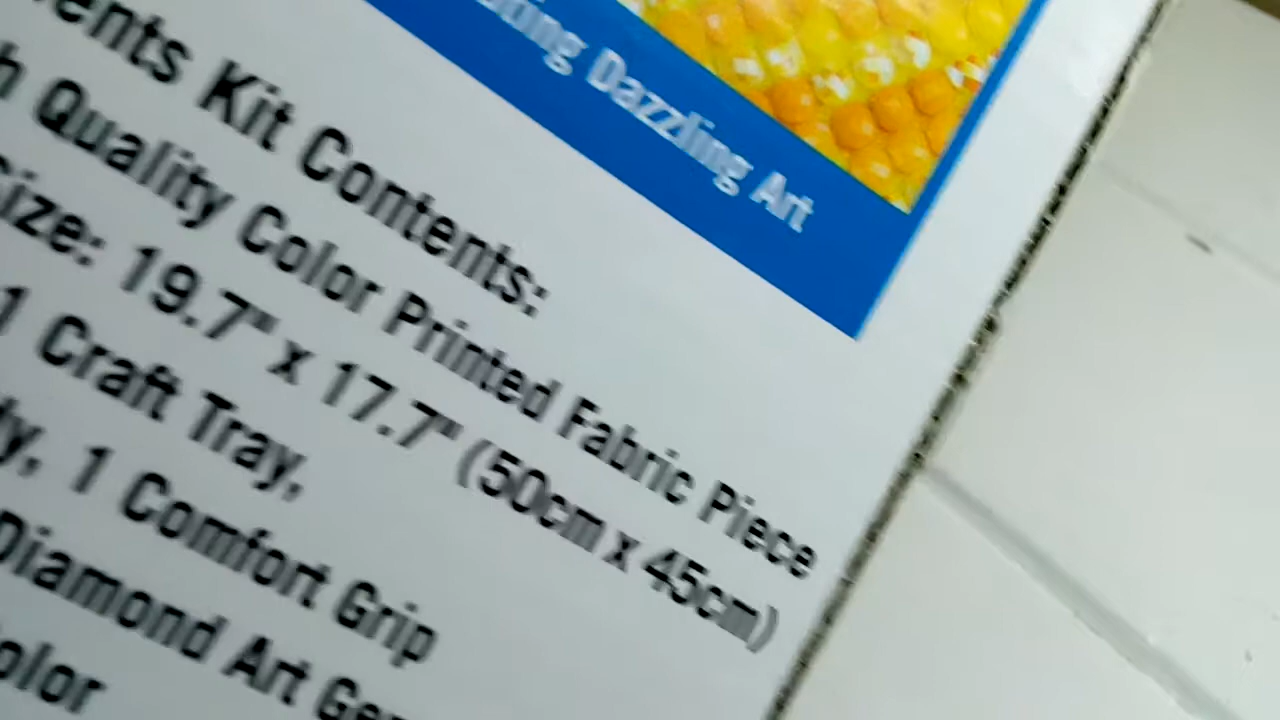 Dazzling Art
Kit Contents:
Quality Color Printed Fabric Piece
Size: 19.7" x 17.7" (50cm x 45cm)
1 Craft Tray,
1 Comfort Grip
Diamond Art